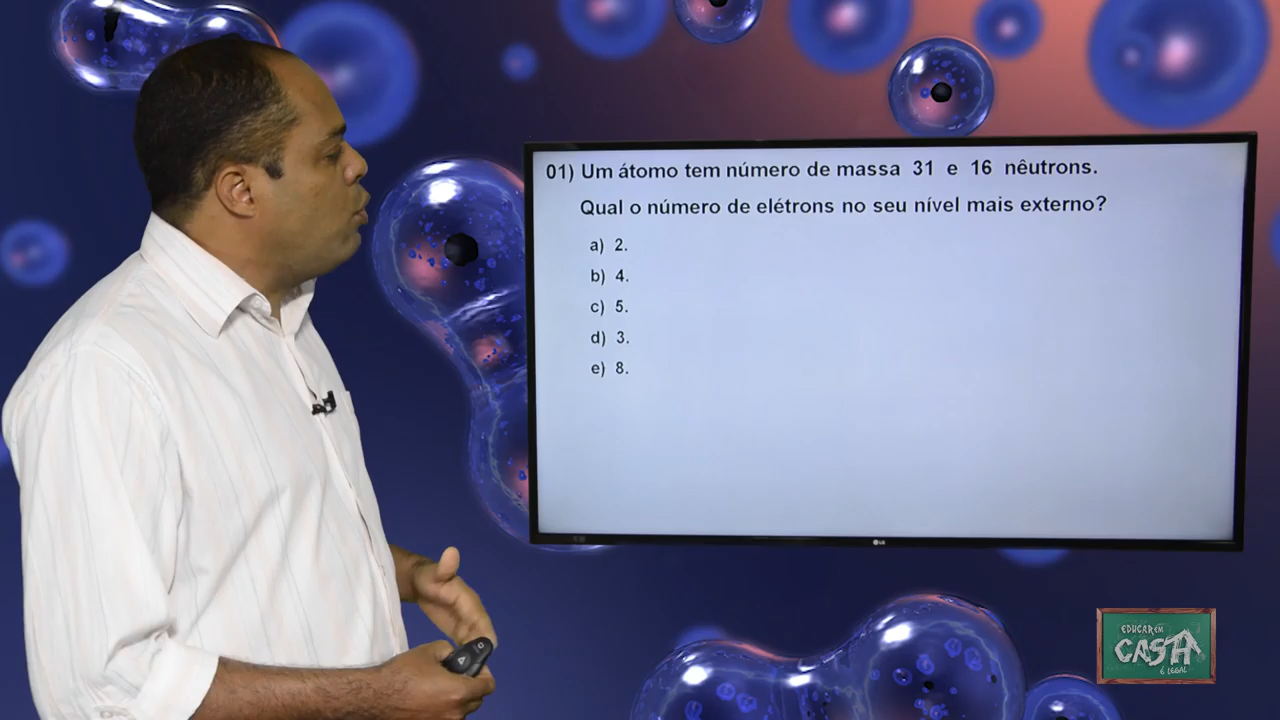 01) Um átomo tem número de massa 31 e 16 nêutrons.
Qual o número de elétrons no seu nível mais externo?
a) 2.
b) 4.
c) 5.
d) 3.
e) 8.
LG
EDUCAR EM
CASA
É LEGAL